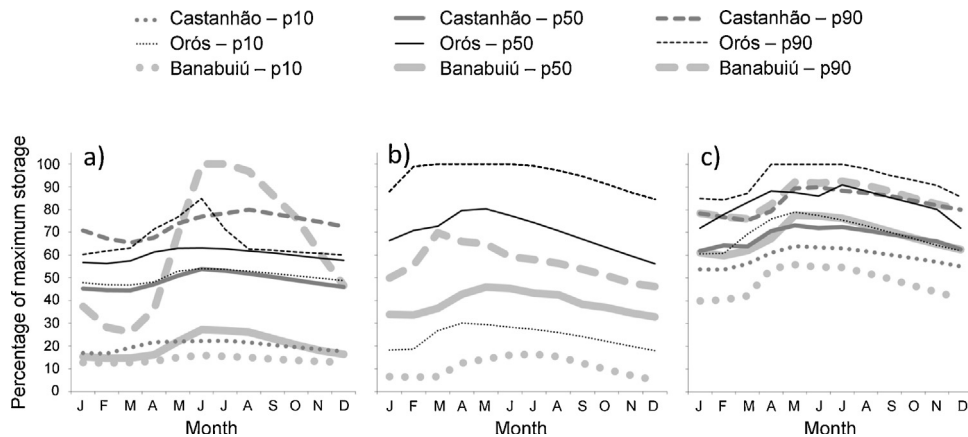 Castanhão – p10 Castanhão – p50 Castanhão – p90
Orós – p10 Orós – p50 Orós – p90
Banabuiú – p10 Banabuiú – p50 Banabuiú – p90
a) b) c)
Percentage of maximum storage
100
90
80
70
60
50
40
30
20
10
0
J F M A M J J A S O N D J F M A M J J A S O N D J F M A M J J A S O N D
Month Month Month